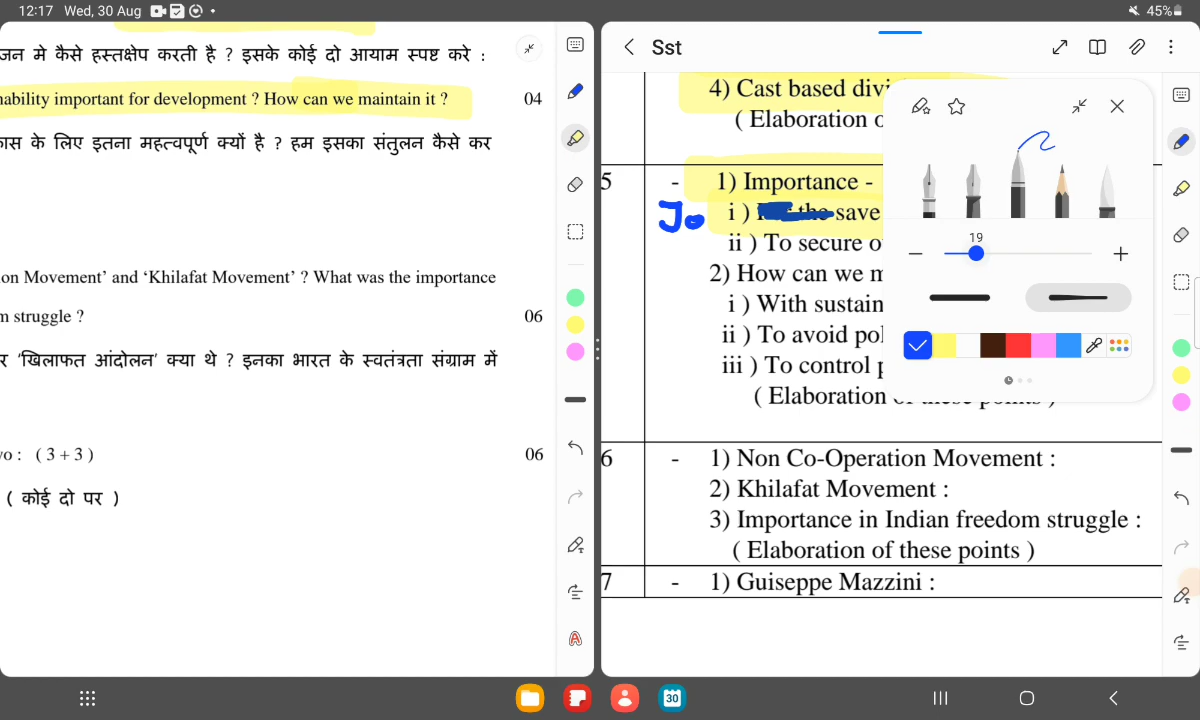 12:17 Wed, 30 Aug
45%
जन मे कैसे हस्तक्षेप करती है ? इसके कोई दो आयाम स्पष्ट करे :
nability important for development ? How can we maintain it ? 04
कास के लिए इतना महत्वपूर्ण क्यों है ? हम इसका संतुलन कैसे कर
on Movement’ and ‘Khilafat Movement’ ? What was the importance
m struggle ? 06
र ‘खिलाफत आंदोलन’ क्या थे ? इनका भारत के स्वतंत्रता संग्राम में
vo : ( 3 + 3 ) 06
( कोई दो पर )
Sst
4) Cast based divi
( Elaboration o
5 - 1) Importance -
Jo i ) the save
ii ) To secure o
2) How can we m
i ) With sustain
ii ) To avoid pol
iii ) To control p
( Elaboration of these points )
19
6 - 1) Non Co-Operation Movement :
2) Khilafat Movement :
3) Importance in Indian freedom struggle :
( Elaboration of these points )
7 - 1) Guiseppe Mazzini :
30